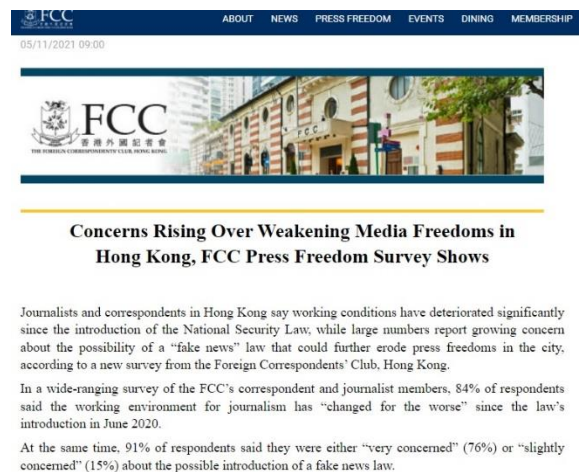 FCC
ABOUT NEWS PRESS FREEDOM EVENTS DINING MEMBERSHIP
05/11/2021 09:00
FCC
香港外國記者會
THE FOREIGN CORRESPONDENTS' CLUB, HONG KONG
FCC
Concerns Rising Over Weakening Media Freedoms in
Hong Kong, FCC Press Freedom Survey Shows
Journalists and correspondents in Hong Kong say working conditions have deteriorated significantly
since the introduction of the National Security Law, while large numbers report growing concern
about the possibility of a “fake news” law that could further erode press freedoms in the city,
according to a new survey from the Foreign Correspondents’ Club, Hong Kong.
In a wide-ranging survey of the FCC’s correspondent and journalist members, 84% of respondents
said the working environment for journalism has “changed for the worse” since the law’s
introduction in June 2020.
At the same time, 91% of respondents said they were either “very concerned” (76%) or “slightly
concerned” (15%) about the possible introduction of a fake news law.